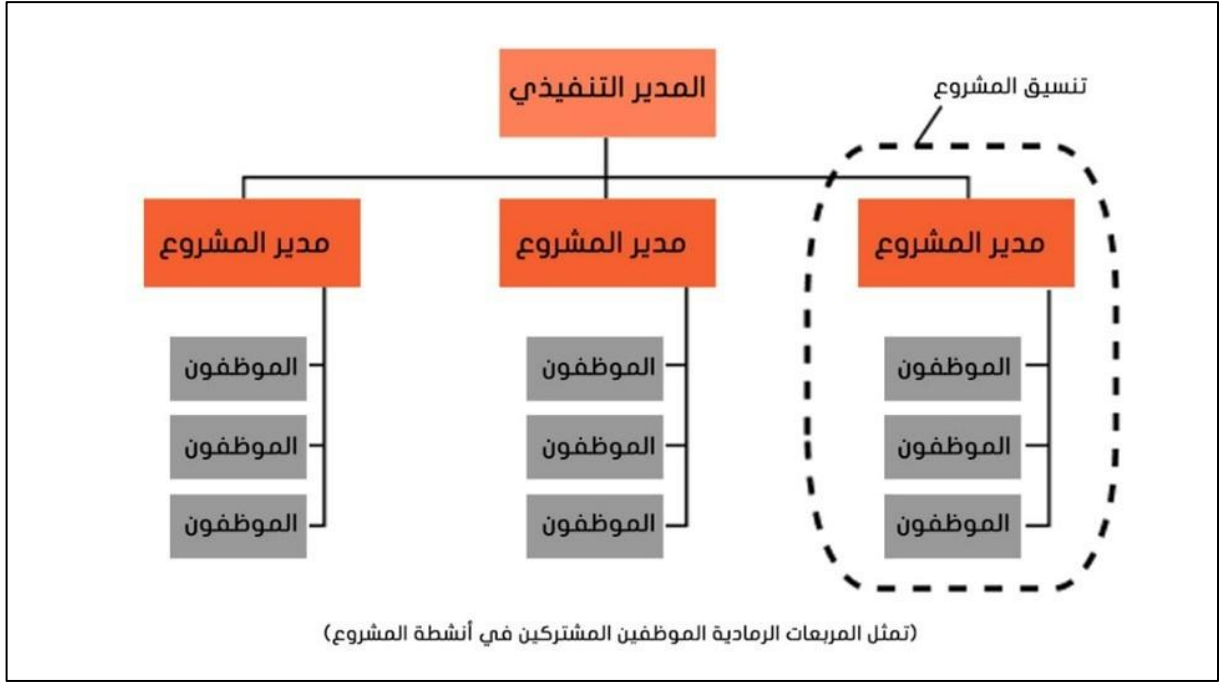 المدير التنفيذي
تنسيق المشروع
مدير المشروع
مدير المشروع
مدير المشروع
الموظفون
الموظفون
الموظفون
الموظفون
الموظفون
الموظفون
الموظفون
الموظفون
الموظفون
(تمثل المربعات الرمادية الموظفين المشتركين في أنشطة المشروع)